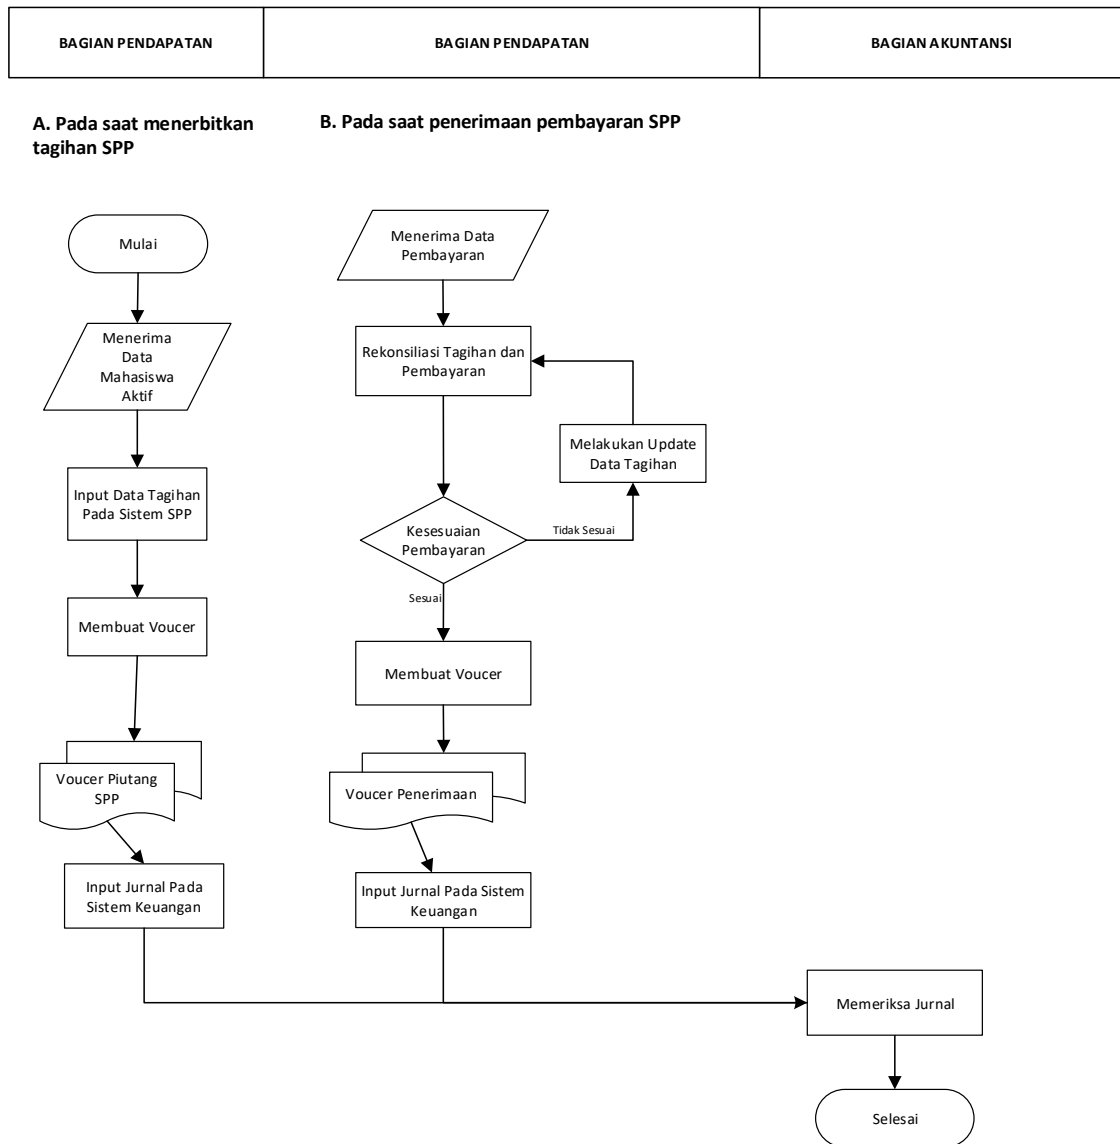 BAGIAN PENDAPATAN
BAGIAN PENDAPATAN
BAGIAN AKUNTANSI
A. Pada saat menerbitkan
tagihan SPP
B. Pada saat penerimaan pembayaran SPP
Mulai
Menerima
Data
Mahasiswa
Aktif
Input Data Tagihan
Pada Sistem SPP
Membuat Voucer
Voucer Piutang
SPP
Input Jurnal Pada
Sistem Keuangan
Menerima Data
Pembayaran
Rekonsiliasi Tagihan dan
Pembayaran
Melakukan Update
Data Tagihan
Kesesuaian
Pembayaran
Tidak Sesuai
Sesuai
Membuat Voucer
Voucer Penerimaan
Input Jurnal Pada Sistem
Keuangan
Memeriksa Jurnal
Selesai